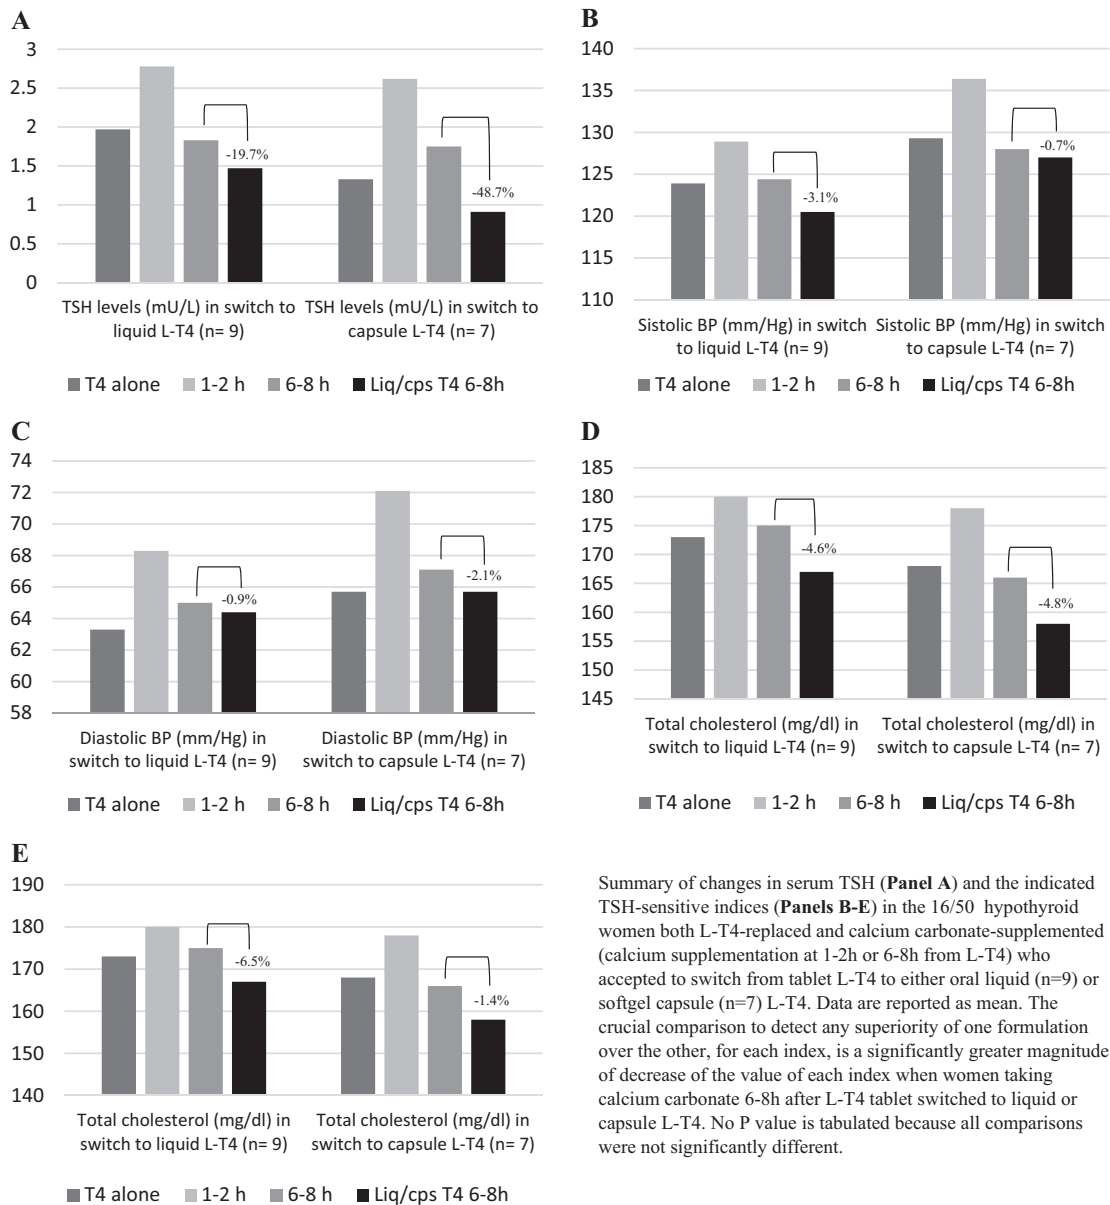 A
3
2.5
2
1.5
1
0.5
0
-19.7%
-48.7%
TSH levels (mU/L) in switch to
liquid L-T4 (n= 9)
TSH levels (mU/L) in switch to
capsule L-T4 (n= 7)
T4 alone 1-2 h 6-8 h Liq/cps T4 6-8h
B
140
135
130
125
120
115
110
-3.1%
-0.7%
Sistolic BP (mm/Hg) in switch
to liquid L-T4 (n= 9)
Sistolic BP (mm/Hg) in switch
to capsule L-T4 (n= 7)
T4 alone 1-2 h 6-8 h Liq/cps T4 6-8h
C
74
72
70
68
66
64
62
60
58
-0.9%
-2.1%
Diastolic BP (mm/Hg) in
switch to liquid L-T4 (n= 9)
Diastolic BP (mm/Hg) in
switch to capsule L-T4 (n= 7)
T4 alone 1-2 h 6-8 h Liq/cps T4 6-8h
D
185
180
175
170
165
160
155
150
145
-4.6%
-4.8%
Total cholesterol (mg/dl) in
switch to liquid L-T4 (n= 9)
Total cholesterol (mg/dl) in
switch to capsule L-T4 (n= 7)
T4 alone 1-2 h 6-8 h Liq/cps T4 6-8h
E
190
180
170
160
150
140
-6.5%
-1.4%
Total cholesterol (mg/dl) in
switch to liquid L-T4 (n= 9)
Total cholesterol (mg/dl) in
switch to capsule L-T4 (n= 7)
T4 alone 1-2 h 6-8 h Liq/cps T4 6-8h
Summary of changes in serum TSH (Panel A) and the indicated
TSH-sensitive indices (Panels B-E) in the 16/50 hypothyroid
women both L-T4-replaced and calcium carbonate-supplemented
(calcium supplementation at 1-2h or 6-8h from L-T4) who
accepted to switch from tablet L-T4 to either oral liquid (n=9) or
softgel capsule (n=7) L-T4. Data are reported as mean. The
crucial comparison to detect any superiority of one formulation
over the other, for each index, is a significantly greater magnitude
of decrease of the value of each index when women taking
calcium carbonate 6-8h after L-T4 tablet switched to liquid or
capsule L-T4. No P value is tabulated because all comparisons
were not significantly different.